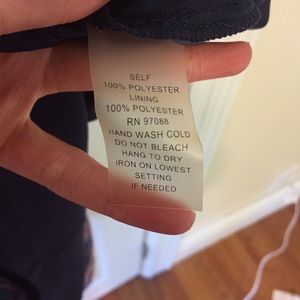 SELF
100% POLYESTER
LINING
100% POLYESTER
RN 97088
HAND WASH COLD
DO NOT BLEACH
HANG TO DRY
IRON ON LOWEST
SETTING
IF NEEDED